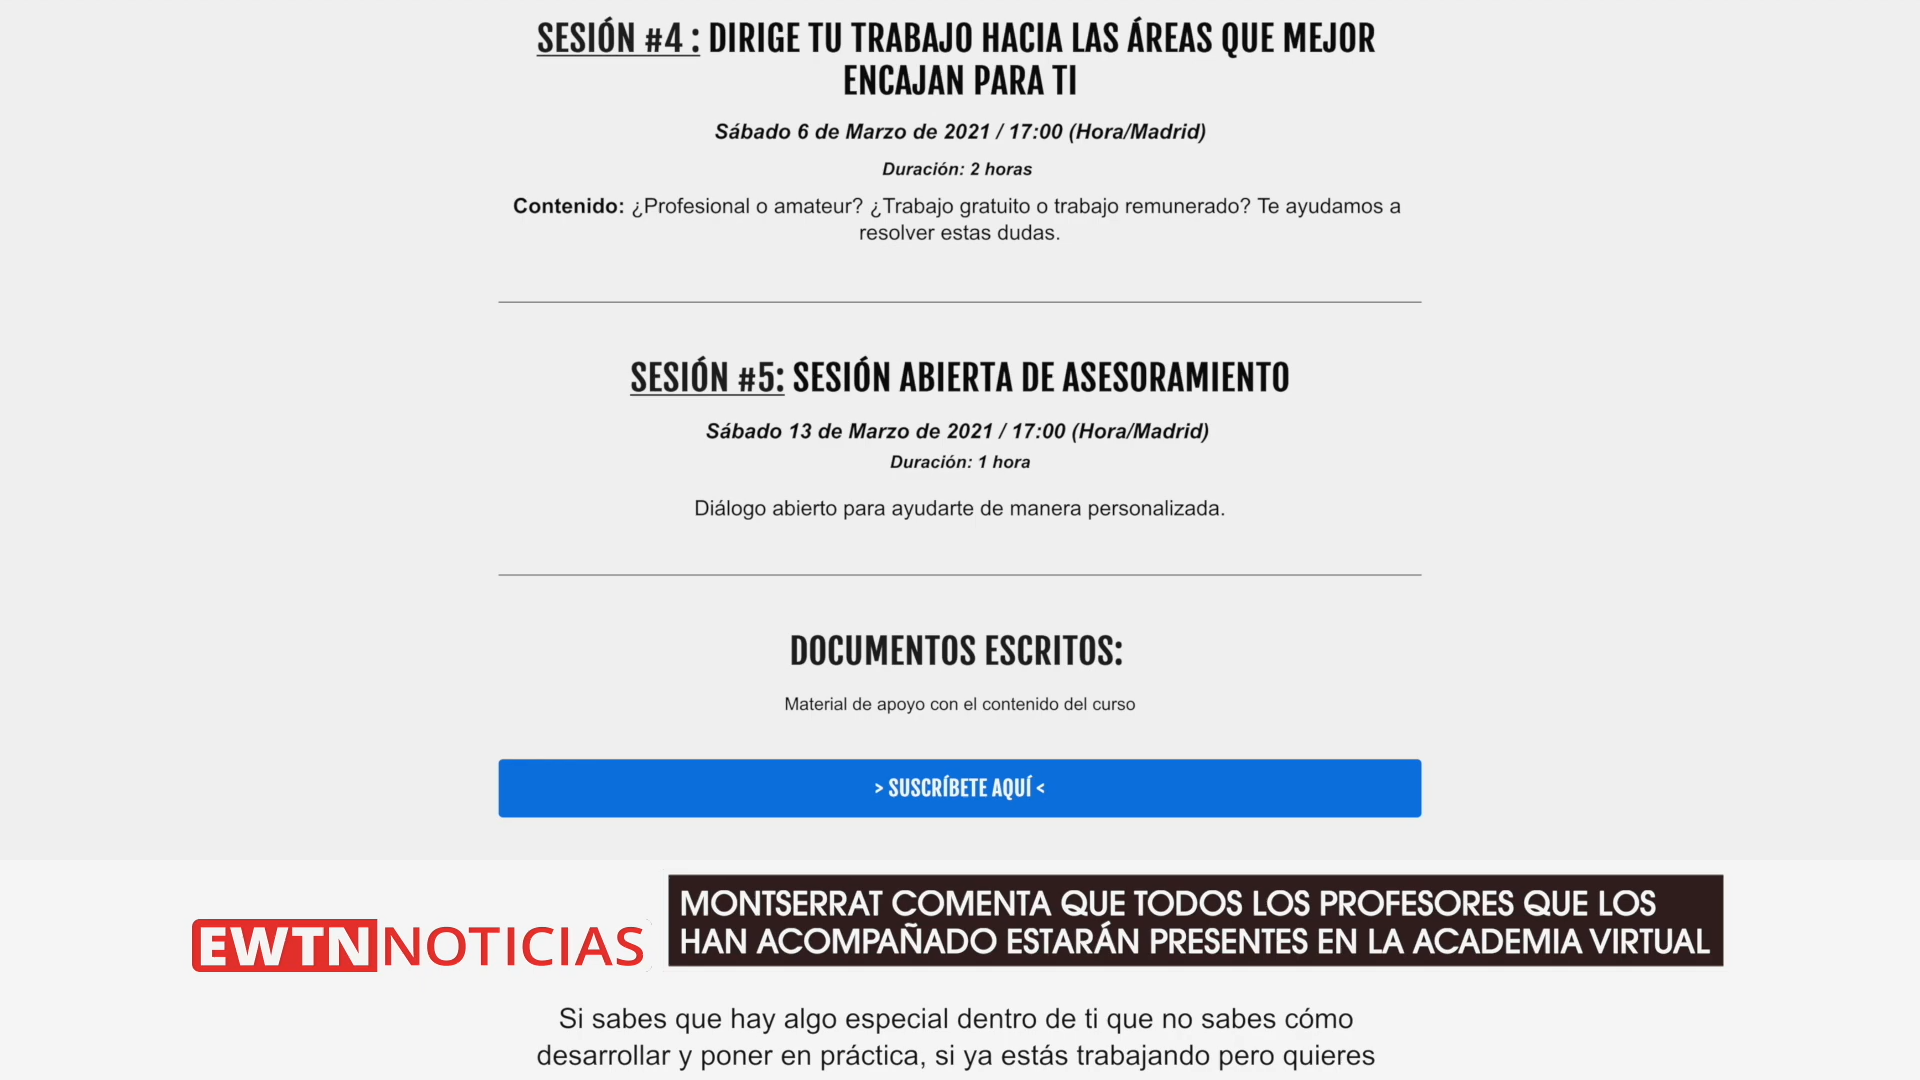 SESIÓN #4 : DIRIGE TU TRABAJO HACIA LAS ÁREAS QUE MEJOR
ENCAJAN PARA TI
Sábado 6 de Marzo de 2021 / 17:00 (Hora/Madrid)
Duración: 2 horas
Contenido: ¿Profesional o amateur? ¿Trabajo gratuito o trabajo remunerado? Te ayudamos a
resolver estas dudas.
SESIÓN #5: SESIÓN ABIERTA DE ASESORAMIENTO
Sábado 13 de Marzo de 2021 / 17:00 (Hora/Madrid)
Duración: 1 hora
Diálogo abierto para ayudarte de manera personalizada.
DOCUMENTOS ESCRITOS:
Material de apoyo con el contenido del curso
> SUSCRÍBETE AQUÍ <
EWTN NOTICIAS
MONTSERRAT COMENTA QUE TODOS LOS PROFESORES QUE LOS
HAN ACOMPAÑADO ESTARÁN PRESENTES EN LA ACADEMIA VIRTUAL
Si sabes que hay algo especial dentro de ti que no sabes cómo
desarrollar y poner en práctica, si ya estás trabajando pero quieres